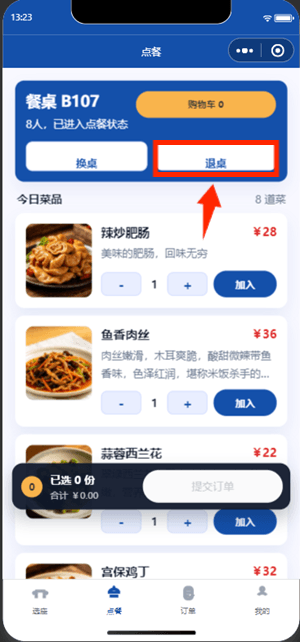 13:23
点餐
餐桌 B107
购物车 0
8人，已进入点餐状态
换桌
退桌
今日菜品
8 道菜
辣炒肥肠
￥28
美味的肥肠，回味无穷
- 1 + 加入
鱼香肉丝
￥36
肉丝嫩滑，木耳爽脆，酸甜微辣带鱼
香味，色泽红润，堪称米饭杀手的...
- 1 + 加入
蒜蓉西兰花
￥22
0
已选 0 份
合计 ￥0.00
提交订单
- 1 + 加入
宫保鸡丁
￥32
选座
点餐
订单
我的